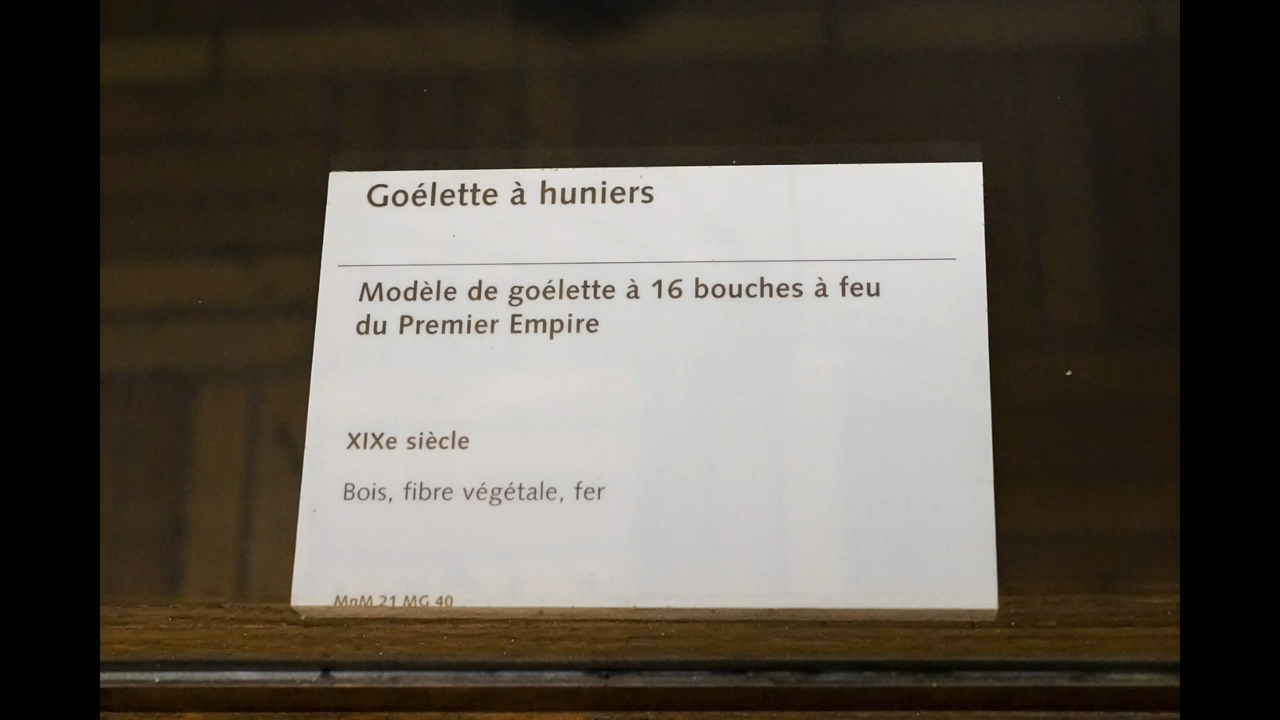 Goélette à huniers
Modèle de goélette à 16 bouches à feu
du Premier Empire
XIXe siècle
Bois, fibre végétale, fer
MnM 21 MG 40